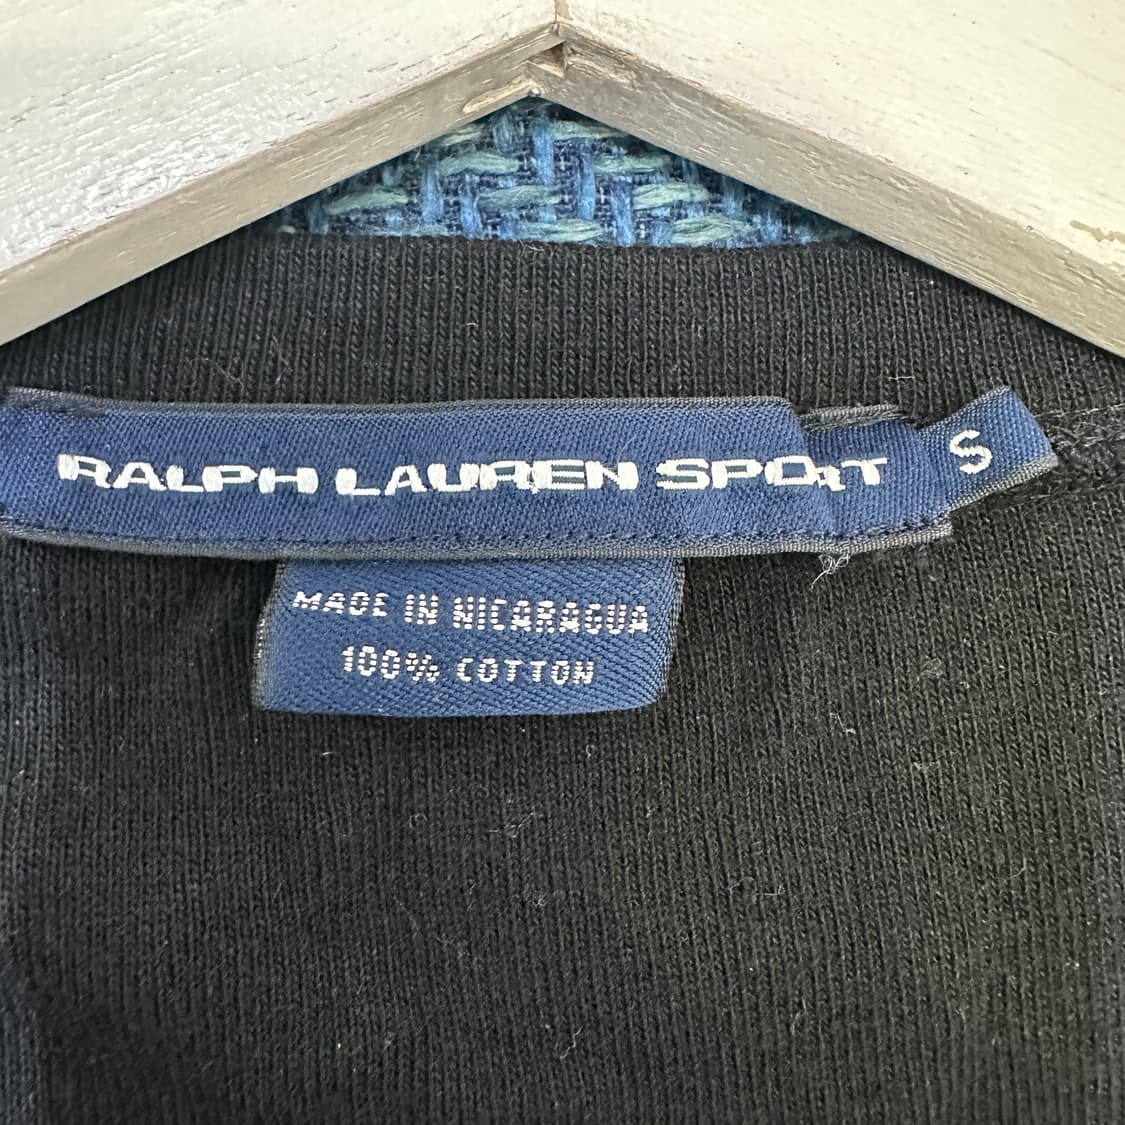 RALPH LAUREN SPORT
S
MADE IN NICARAGUA
100% COTTON